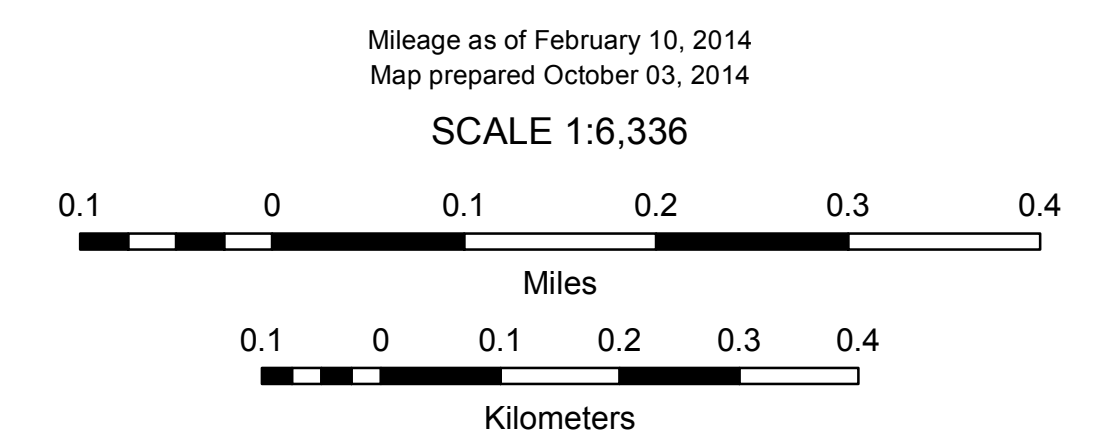 Mileage as of February 10, 2014
Map prepared October 03, 2014
SCALE 1:6,336
0.1 0 0.1 0.2 0.3 0.4
Miles
0.1 0 0.1 0.2 0.3 0.4
Kilometers